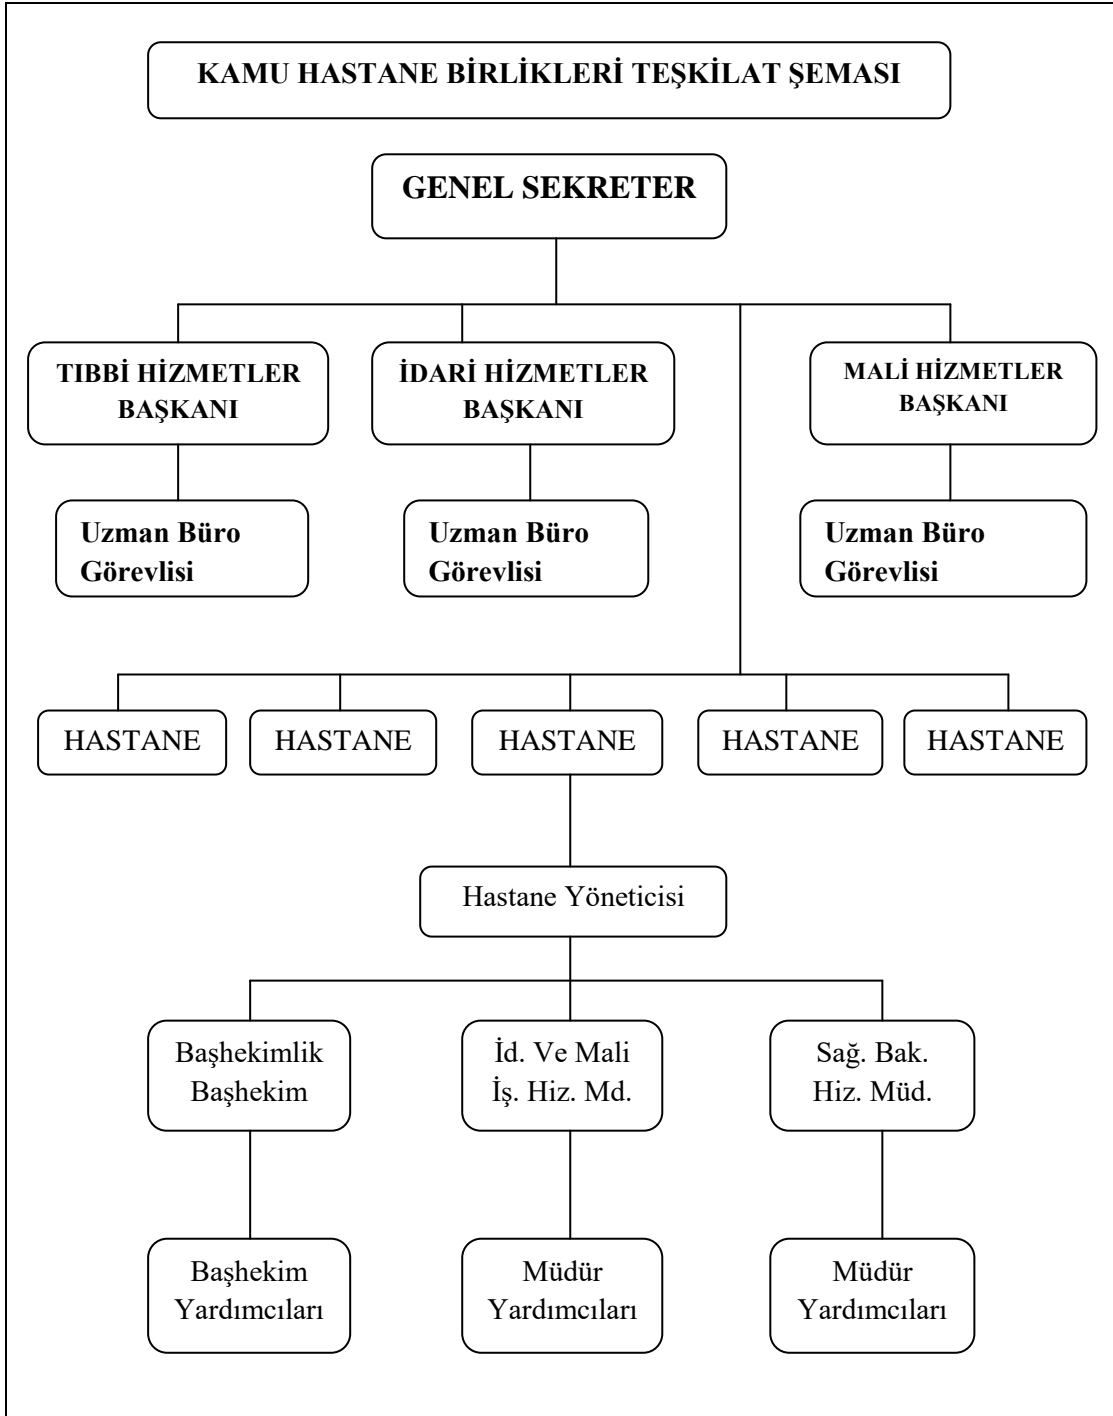 KAMU HASTANE BİRLİKLERİ TEŞKİLAT ŞEMASI
GENEL SEKRETER
TIBBİ HİZMETLER
BAŞKANI
İDARİ HİZMETLER
BAŞKANI
MALİ HİZMETLER
BAŞKANI
Uzman Büro
Görevlisi
Uzman Büro
Görevlisi
Uzman Büro
Görevlisi
HASTANE
HASTANE
HASTANE
HASTANE
HASTANE
Hastane Yöneticisi
Başhekimlik
Başhekim
İd. Ve Mali
İş. Hiz. Md.
Sağ. Bak.
Hiz. Müd.
Başhekim
Yardımcıları
Müdür
Yardımcıları
Müdür
Yardımcıları